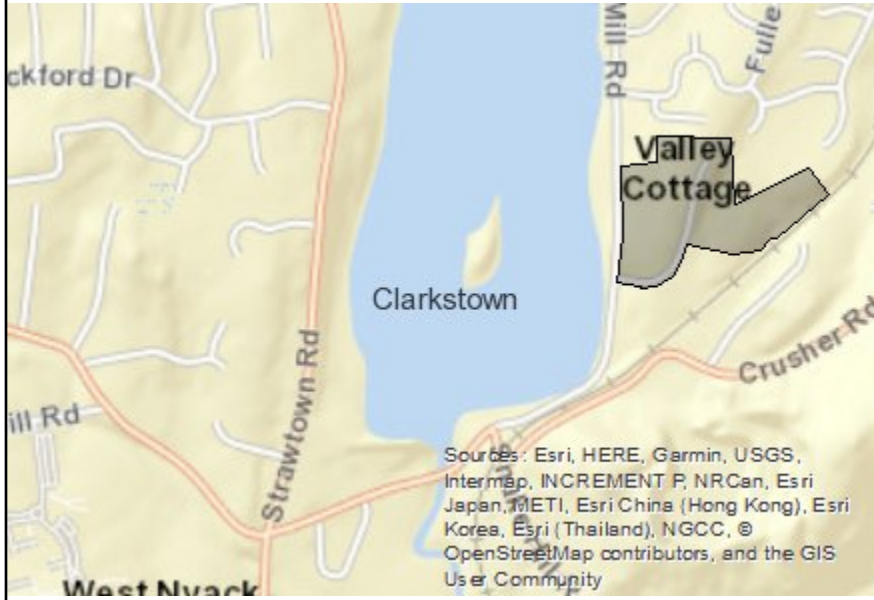 ckford Dr
Mill Rd
Fulle
Valley
Cottage
Clarkstown
Crusher Rd
ill Rd
Strawtown Rd
Sources: Esri, HERE, Garmin, USGS,
Intermap, INCREMENT P, NRCan, Esri
Japan, METI, Esri China (Hong Kong), Esri
Korea, Esri (Thailand), NGCC, ©
OpenStreetMap contributors, and the GIS
User Community
West Nyack